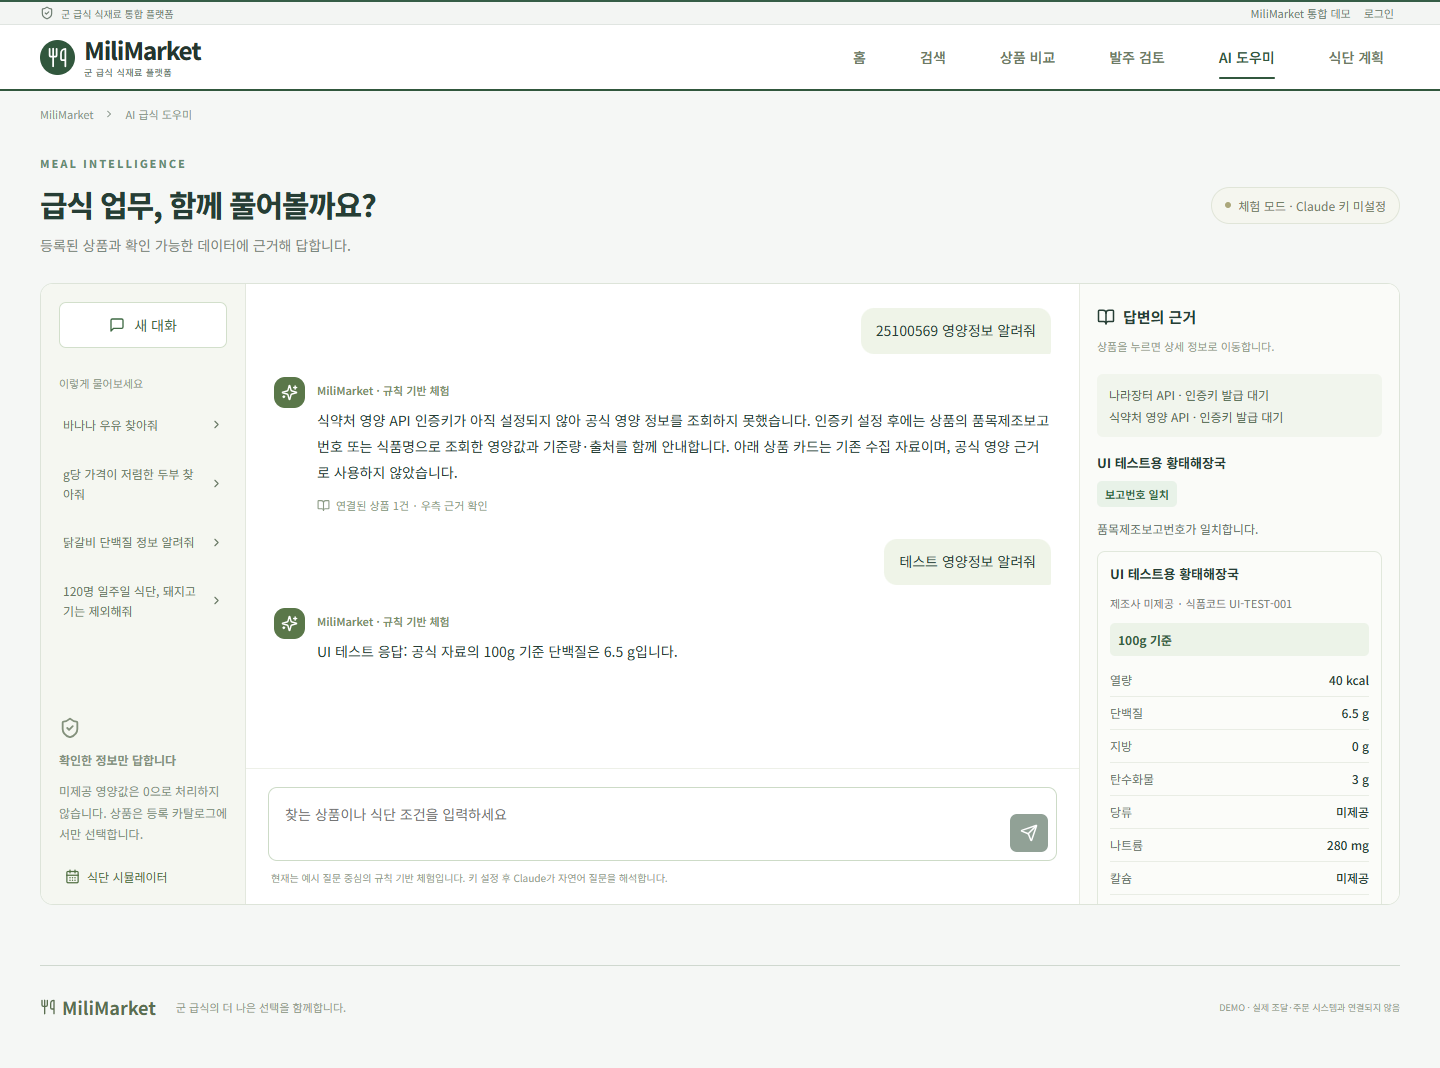 군 급식 식재료 통합 플랫폼
MiliMarket 통합 데모 로그인
MiliMarket
군 급식 식재료 플랫폼
홈 검색 상품 비교 발주 검토 AI 도우미 식단 계획
MiliMarket > AI 급식 도우미
MEAL INTELLIGENCE
급식 업무, 함께 풀어볼까요?
등록된 상품과 확인 가능한 데이터에 근거해 답합니다.
체험 모드 · Claude 키 미설정
새 대화
이렇게 물어보세요
바나나 우유 찾아줘
g당 가격이 저렴한 두부 찾
아줘
닭갈비 단백질 정보 알려줘
120명 일주일 식단, 돼지고
기는 제외해줘
확인한 정보만 답합니다
미제공 영양값은 0으로 처리하지
않습니다. 상품은 등록 카탈로그에
서만 선택합니다.
식단 시뮬레이터
25100569 영양정보 알려줘
MiliMarket · 규칙 기반 체험
식약처 영양 API 인증키가 아직 설정되지 않아 공식 영양 정보를 조회하지 못했습니다. 인증키 설정 후에는 상품의 품목제조보고
번호 또는 식품명으로 조회한 영양값과 기준량·출처를 함께 안내합니다. 아래 상품 카드는 기존 수집 자료이며, 공식 영양 근거
로 사용하지 않았습니다.
연결된 상품 1건 · 우측 근거 확인
테스트 영양정보 알려줘
MiliMarket · 규칙 기반 체험
UI 테스트 응답: 공식 자료의 100g 기준 단백질은 6.5 g입니다.
찾는 상품이나 식단 조건을 입력하세요
현재는 예시 질문 중심의 규칙 기반 체험입니다. 키 설정 후 Claude가 자연어 질문을 해석합니다.
답변의 근거
상품을 누르면 상세 정보로 이동합니다.
나라장터 API · 인증키 발급 대기
식약처 영양 API · 인증키 발급 대기
UI 테스트용 황태해장국
보고번호 일치
품목제조보고번호가 일치합니다.
UI 테스트용 황태해장국
제조사 미제공 · 식품코드 UI-TEST-001
100g 기준
열량 40 kcal
단백질 6.5 g
지방 0 g
탄수화물 3 g
당류 미제공
나트륨 280 mg
칼슘 미제공
MiliMarket 군 급식의 더 나은 선택을 함께합니다.
DEMO · 실제 조달·주문 시스템과 연결되지 않음